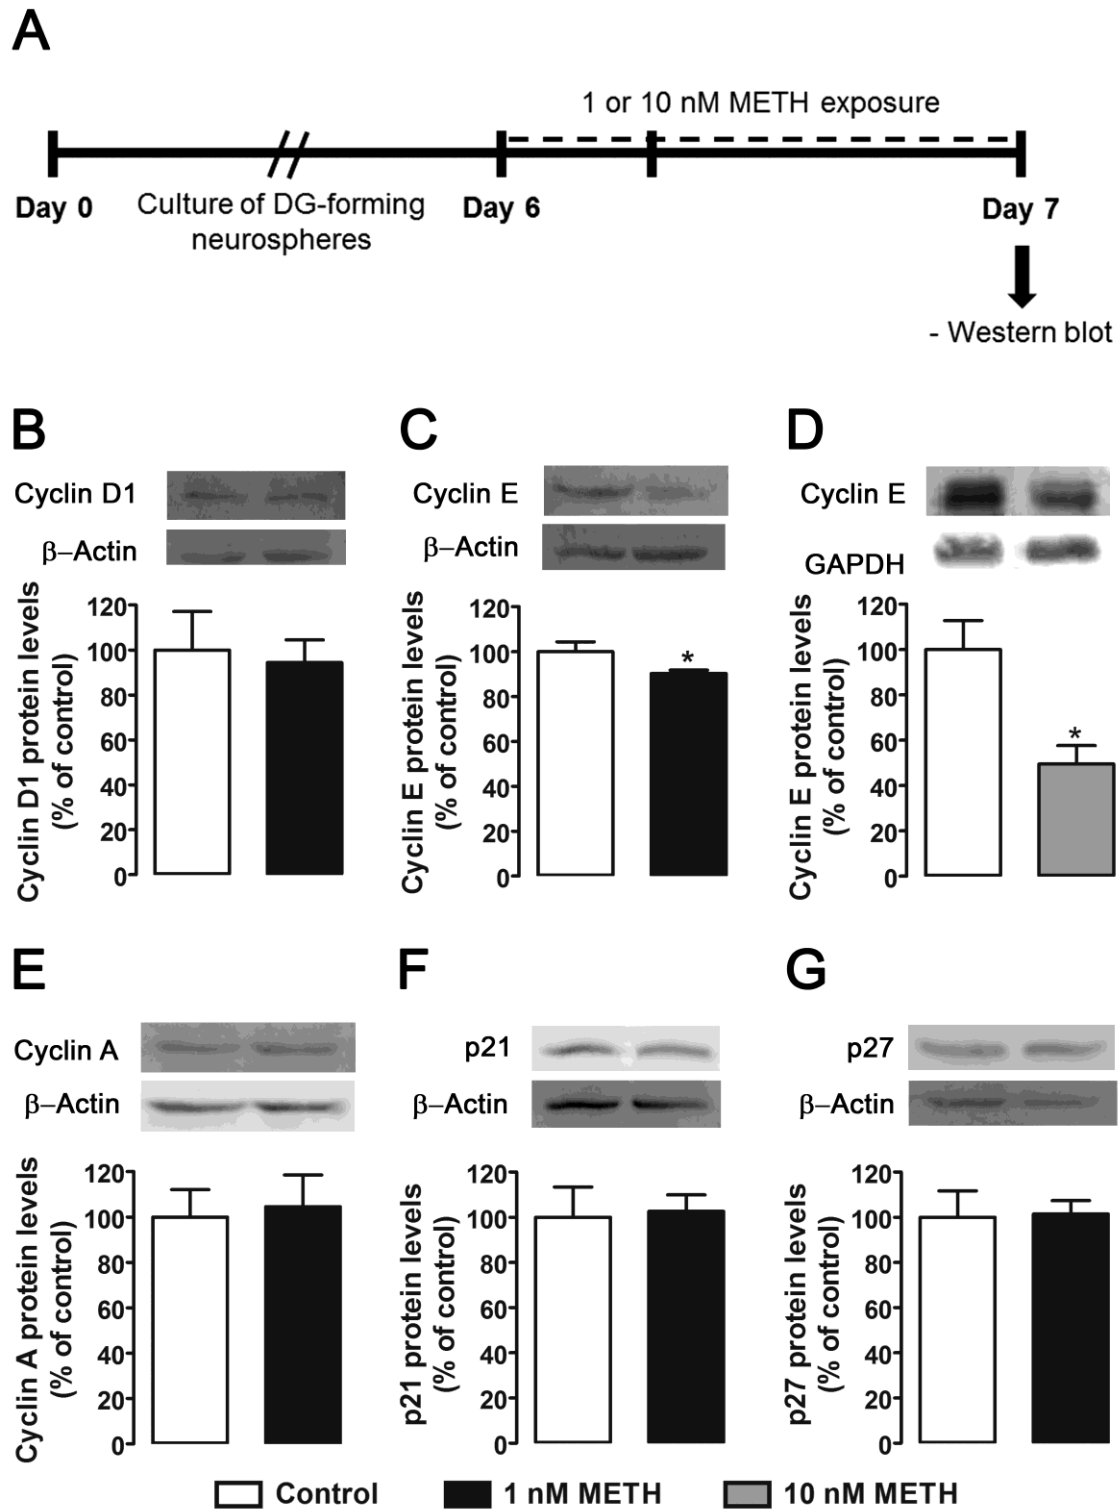 A
1 or 10 nM METH exposure
Day 0
Culture of DG-forming
neurospheres
Day 6
Day 7
- Western blot
B
Cyclin D1
β–Actin
Cyclin D1 protein levels
(% of control)
120
100
80
60
40
20
0
C
Cyclin E
β–Actin
Cyclin E protein levels
(% of control)
120
100
80
60
40
20
0
*
D
Cyclin E
GAPDH
Cyclin E protein levels
(% of control)
120
100
80
60
40
20
0
*
E
Cyclin A
β–Actin
Cyclin A protein levels
(% of control)
120
100
80
60
40
20
0
F
p21
β–Actin
p21 protein levels
(% of control)
120
100
80
60
40
20
0
G
p27
β–Actin
p27 protein levels
(% of control)
120
100
80
60
40
20
0
Control
1 nM METH
10 nM METH